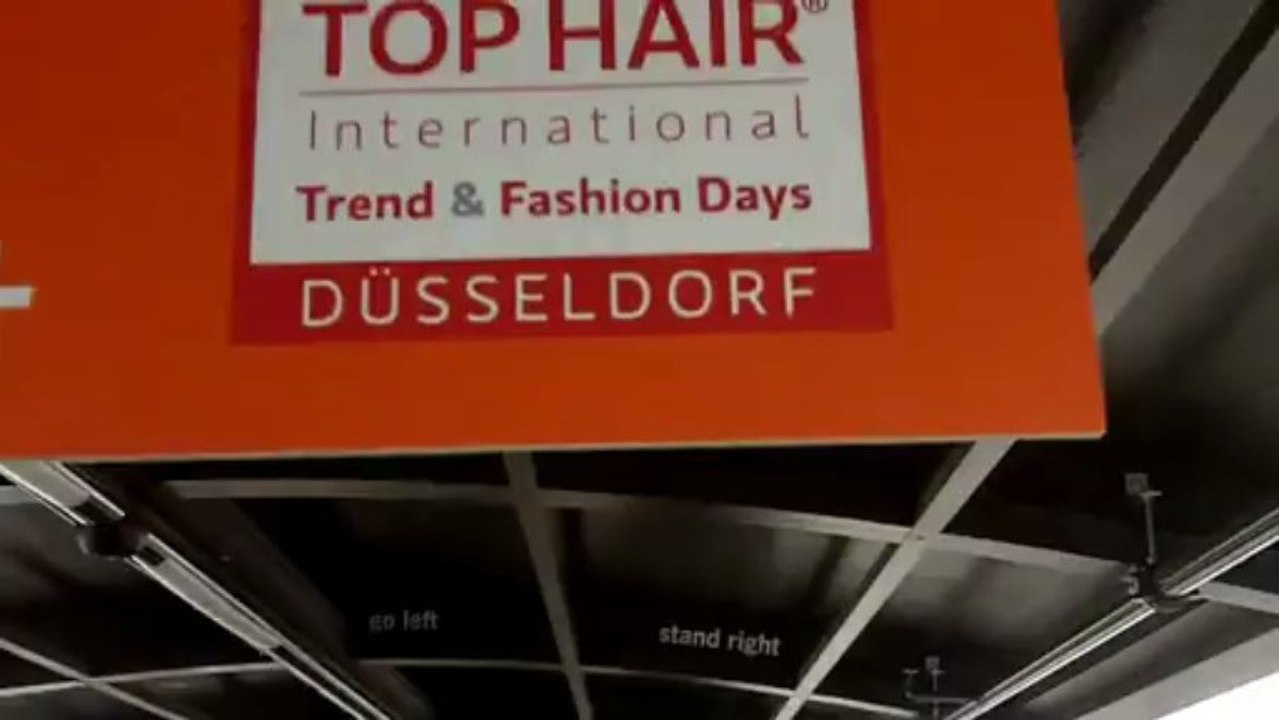 TOP HAIR®
International
Trend & Fashion Days
DÜSSELDORF
go left
stand right